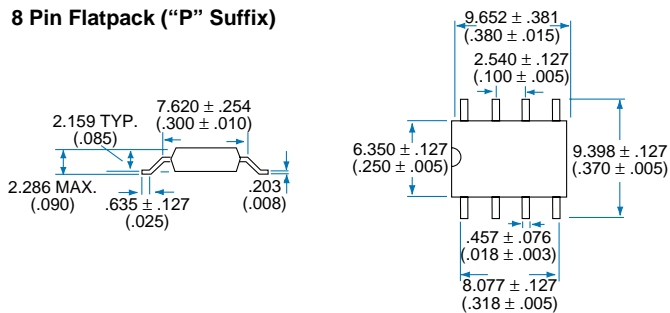 8 Pin Flatpack (“P” Suffix)
9.652 ± .381
(.380 ± .015)
2.540 ± .127
(.100 ± .005)
7.620 ± .254
(.300 ± .010)
2.159 TYP.
(.085)
6.350 ± .127
(.250 ± .005)
9.398 ± .127
(.370 ± .005)
2.286 MAX.
(.090)
.635 ± .127
(.025)
.203
(.008)
.457 ± .076
(.018 ± .003)
8.077 ± .127
(.318 ± .005)